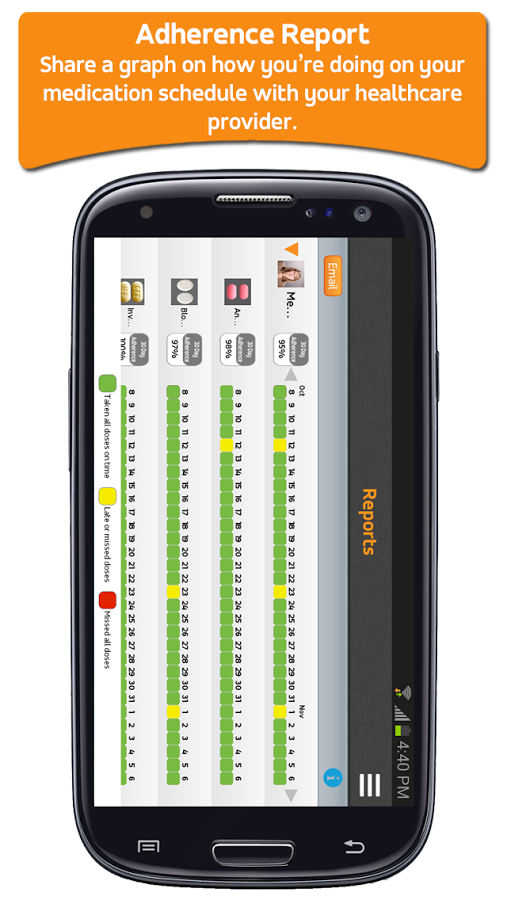 Adherence Report
Share a graph on how you're doing on your
medication schedule with your healthcare
provider.
4:40 PM
Reports
Email
i
Oct
Nov
Me...
30 Day
Adherence
95%
8 9 10 11 12 13 14 15 16 17 18 19 20 21 22 23 24 25 26 27 28 29 30 31 1 2 3 4 5 6
An...
30 Day
Adherence
98%
8 9 10 11 12 13 14 15 16 17 18 19 20 21 22 23 24 25 26 27 28 29 30 31 1 2 3 4 5 6
Blo...
30 Day
Adherence
97%
8 9 10 11 12 13 14 15 16 17 18 19 20 21 22 23 24 25 26 27 28 29 30 31 1 2 3 4 5 6
Inv...
30 Day
Adherence
100%
8 9 10 11 12 13 14 15 16 17 18 19 20 21 22 23 24 25 26 27 28 29 30 31 1 2 3 4 5 6
Taken all doses on time
Late or missed doses
Missed all doses